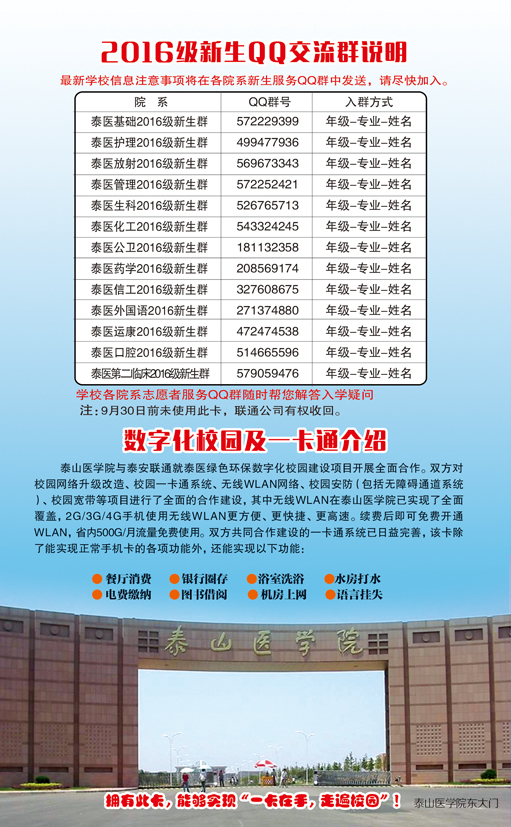 2016级新生QQ交流群说明
最新学校信息注意事项将在各院系新生服务QQ群中发送，请尽快加入。
院 系 QQ群号 入群方式
泰医基础2016级新生群 572229399 年级-专业-姓名
泰医护理2016级新生群 499477936 年级-专业-姓名
泰医放射2016级新生群 569673343 年级-专业-姓名
泰医管理2016级新生群 572252421 年级-专业-姓名
泰医生科2016级新生群 526765713 年级-专业-姓名
泰医化工2016级新生群 543324245 年级-专业-姓名
泰医公卫2016级新生群 181132358 年级-专业-姓名
泰医药学2016级新生群 208569174 年级-专业-姓名
泰医信工2016级新生群 327608675 年级-专业-姓名
泰医外国语2016级新生群 271374880 年级-专业-姓名
泰医运康2016级新生群 472474538 年级-专业-姓名
泰医口腔2016级新生群 514665596 年级-专业-姓名
泰医第二临床2016级新生群 579059476 年级-专业-姓名
学校各院系志愿者服务QQ群随时帮您解答入学疑问
注：9月30日前未使用此卡，联通公司有权收回。
数字化校园及一卡通介绍
泰山医学院与泰安联通就泰医绿色环保数字化校园建设项目开展全面合作。双方对
校园网络升级改造、校园一卡通系统、无线WLAN网络、校园安防（包括无障碍通道系统
）、校园宽带等项目进行了全面的合作建设，其中无线WLAN在泰山医学院已实现了全面
覆盖，2G/3G/4G手机使用无线WLAN更方便、更快捷、更高速。续费后即可免费开通
WLAN，省内500G/月流量免费使用。双方共同合作建设的一卡通系统已日益完善，该卡除
了能实现正常手机卡的各项功能外，还能实现以下功能：
●餐厅消费 ●银行圈存 ●浴室洗浴 ●水房打水
●电费缴纳 ●图书借阅 ●机房上网 ●语言挂失
泰山医学院
拥有此卡，能够实现“一卡在手，走遍校园”！
泰山医学院东大门